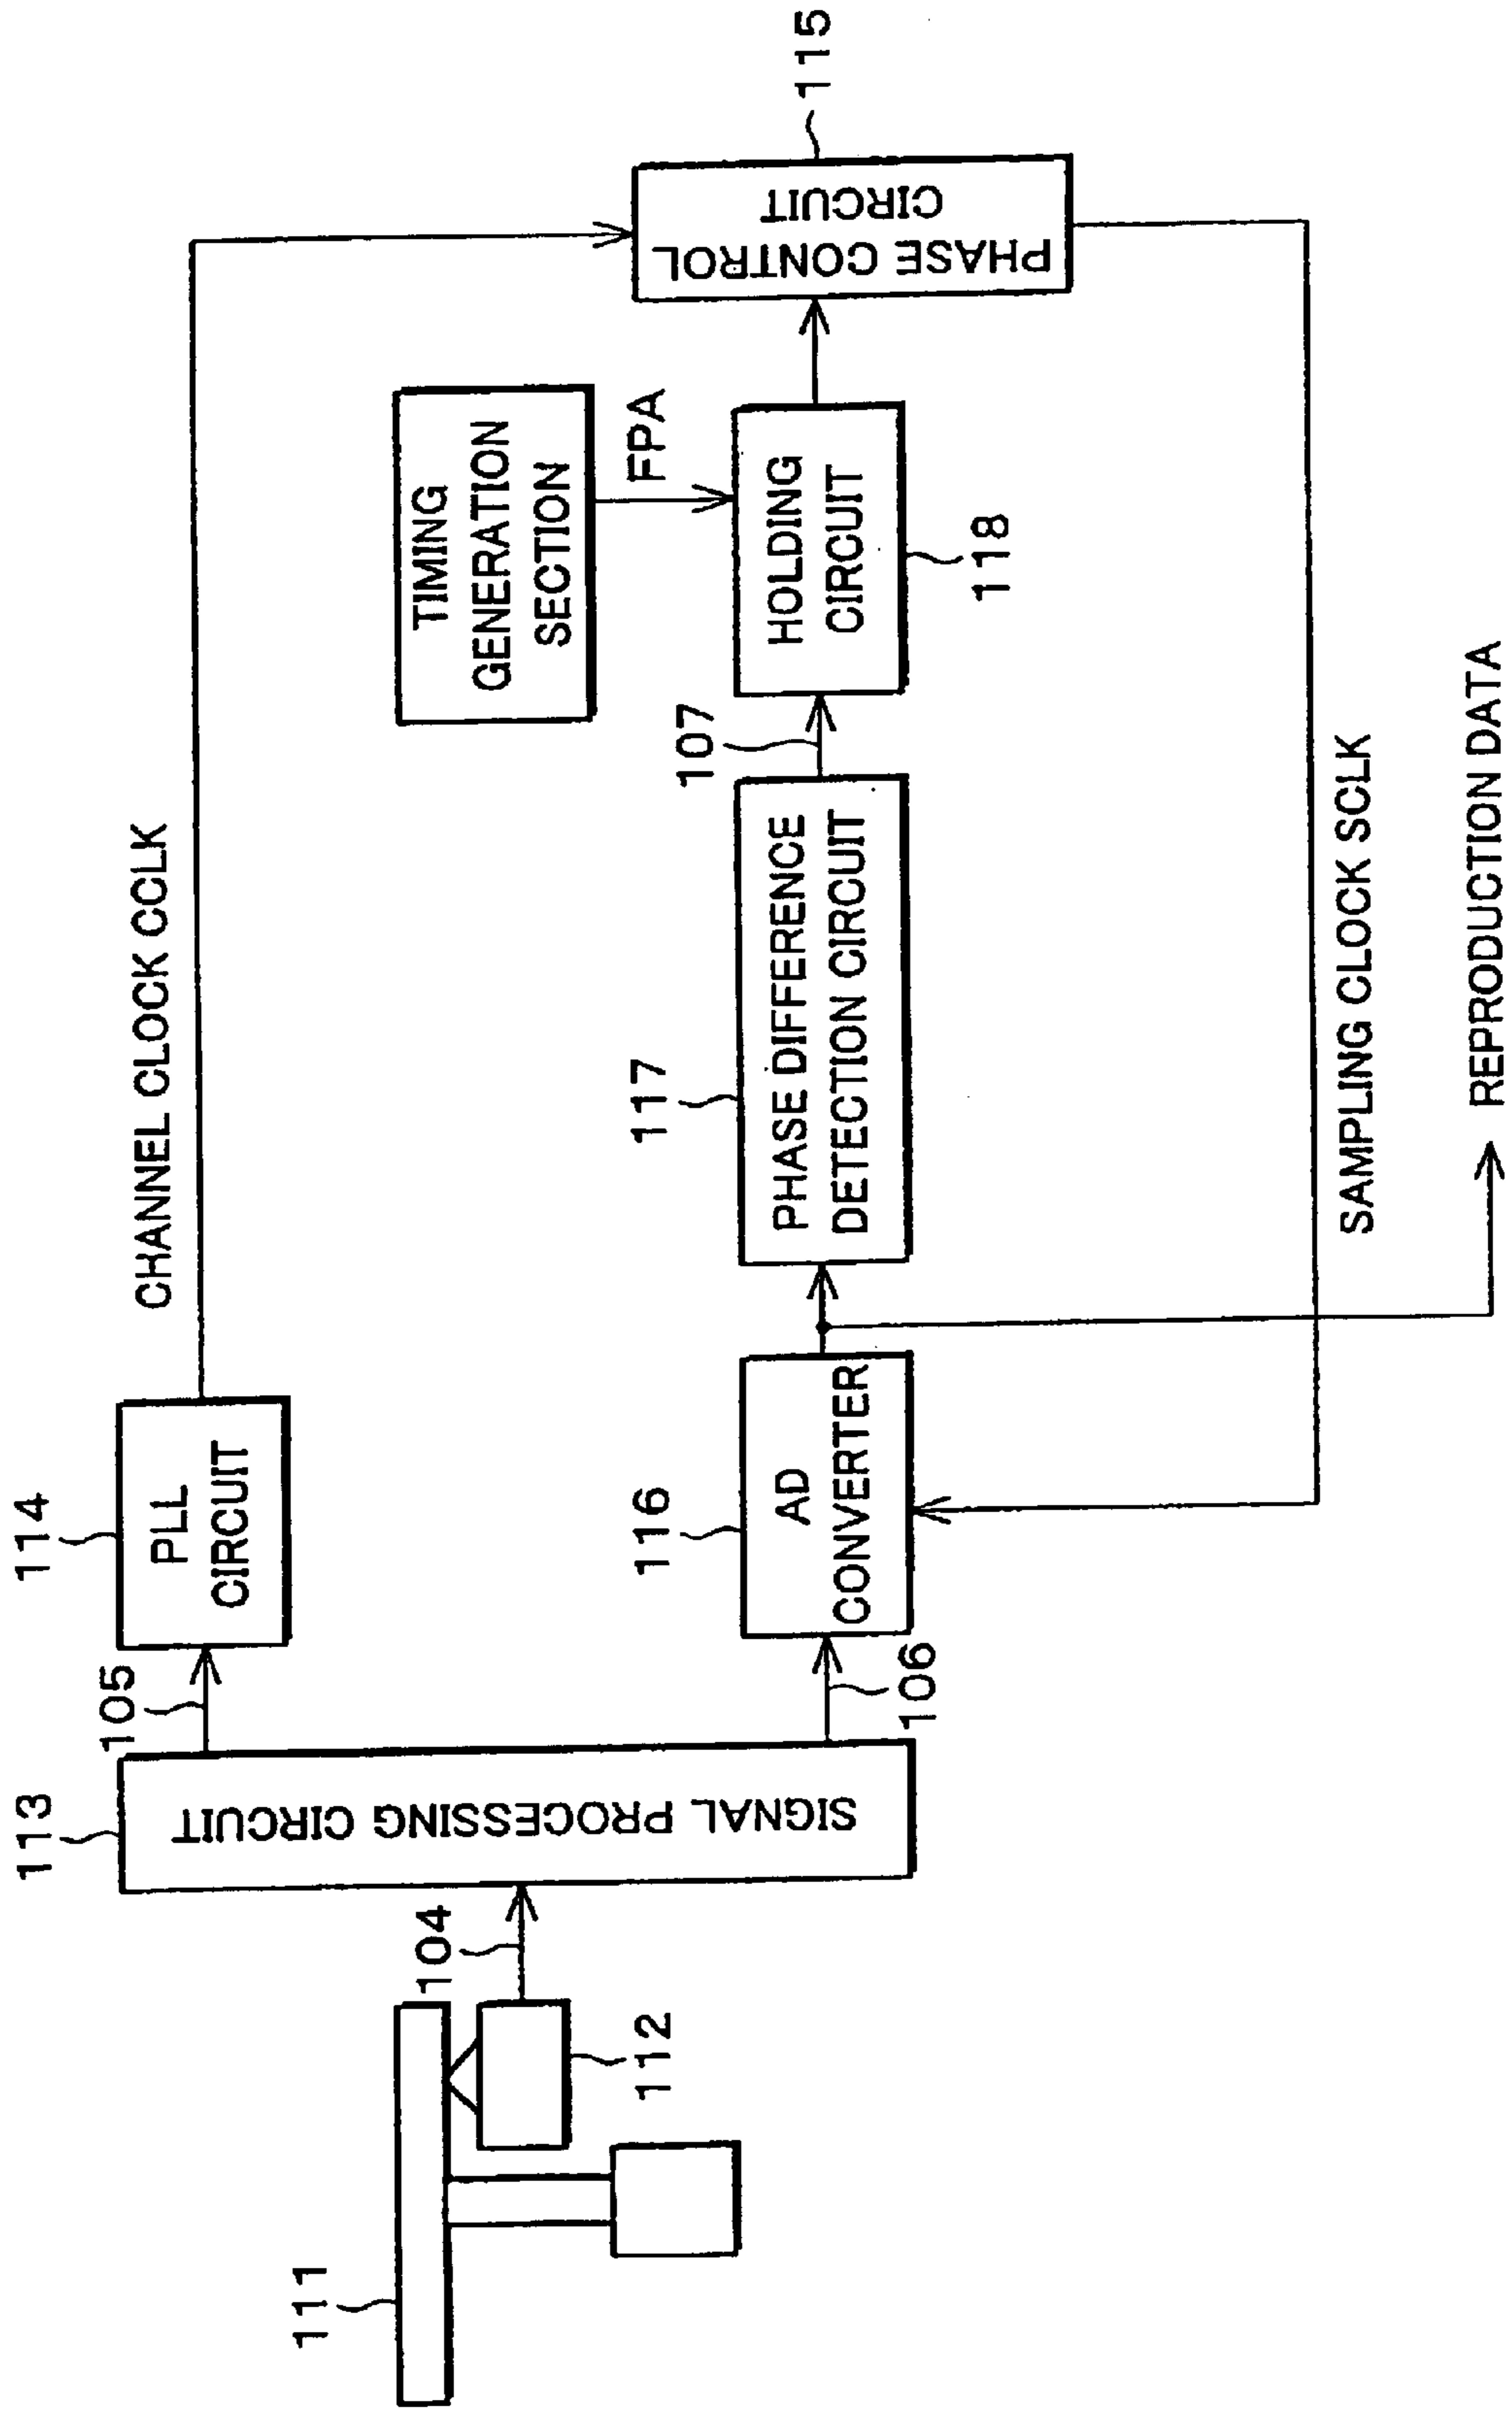 111
112
104
113
SIGNAL PROCESSING CIRCUIT
105
106
114
PLL
CIRCUIT
CHANNEL CLOCK CCLK
116
AD
CONVERTER
117
PHASE DIFFERENCE
DETECTION CIRCUIT
107
TIMING
GENERATION
SECTION
FPA
HOLDING
CIRCUIT
118
PHASE CONTROL
CIRCUIT
115
SAMPLING CLOCK SCLK
REPRODUCTION DATA